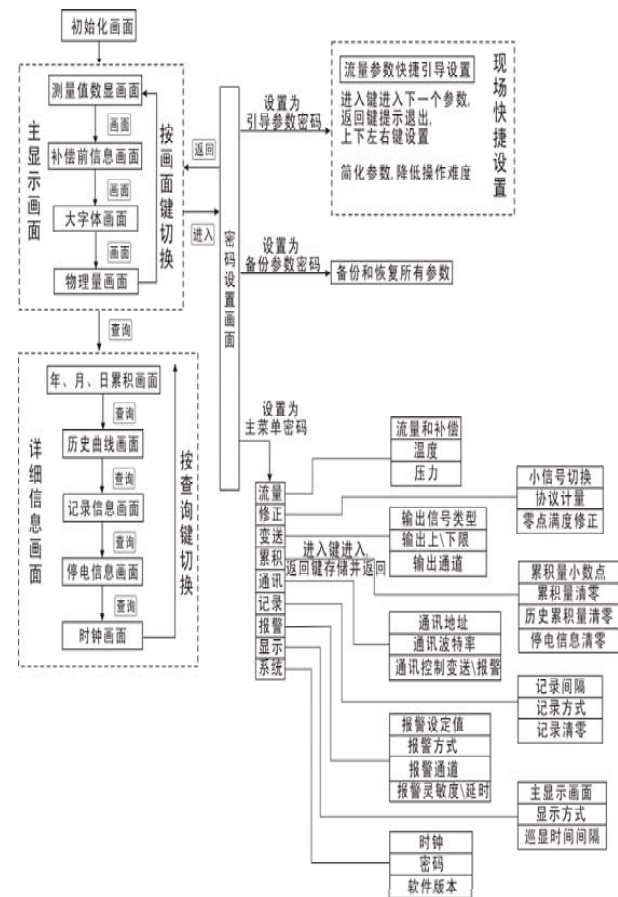 初始化画面
主显示画面
测量值数显画面
画面
补偿前信息画面
画面
大字体画面
画面
物理量画面
按画面键切换
返回
进入
查询
详细信息画面
年、月、日累积画面
查询
历史曲线画面
查询
记录信息画面
查询
停电信息画面
查询
时钟画面
按查询键切换
密码设置画面
设置为
引导参数密码
现场快捷设置
流量参数快捷引导设置
进入键进入下一个参数,
返回键提示退出,
上下左右键设置
简化参数,降低操作难度
设置为
备份参数密码
备份和恢复所有参数
设置为
主菜单密码
流量
修正
变送
累积
通讯
记录
报警
显示
系统
进入键进入,
返回键存储并返回
流量和补偿
温度
压力
小信号切换
协议计量
零点满度修正
输出信号类型
输出上\下限
输出通道
累积量小数点
累积量清零
历史累积量清零
停电信息清零
通讯地址
通讯波特率
通讯控制变送\报警
记录间隔
记录方式
记录清零
报警设定值
报警方式
报警通道
报警灵敏度\延时
主显示画面
显示方式
巡显时间间隔
时钟
密码
软件版本